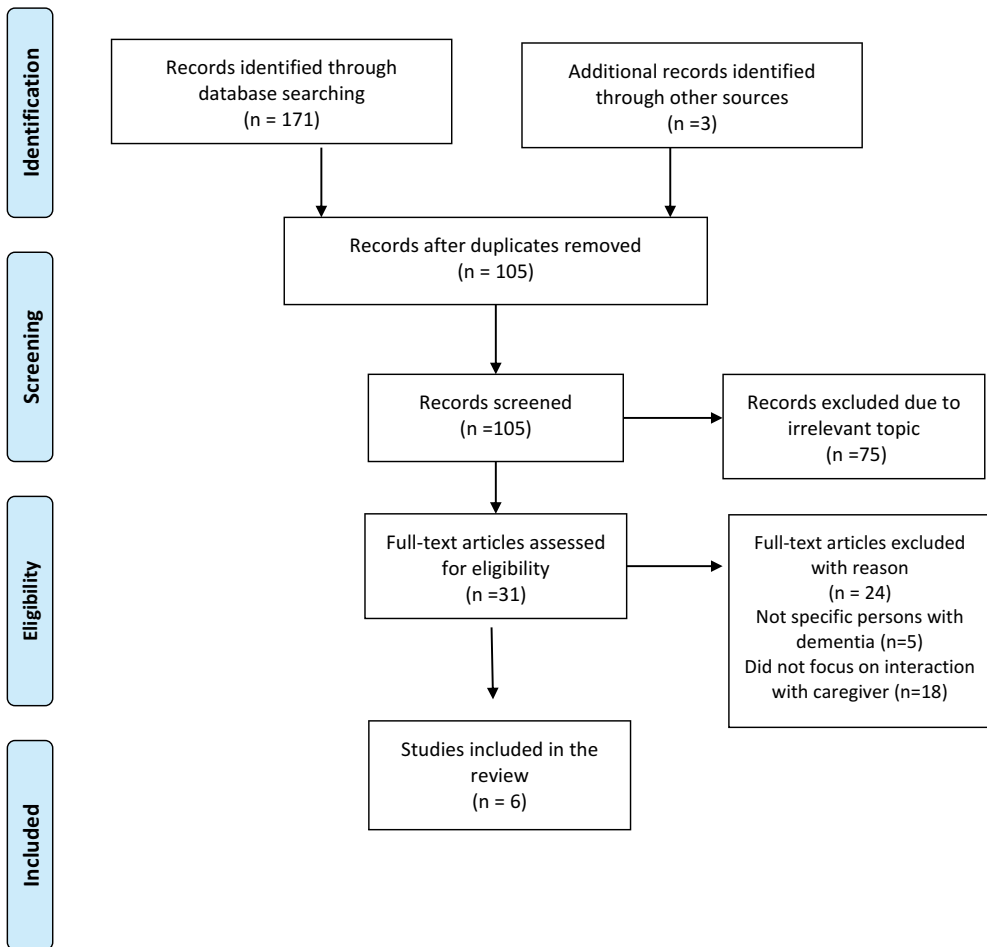 Identification
Records identified through
database searching
(n = 171)
Additional records identified
through other sources
(n =3)
Records after duplicates removed
(n = 105)
Screening
Records screened
(n =105)
Records excluded due to
irrelevant topic
(n =75)
Eligibility
Full-text articles assessed
for eligibility
(n =31)
Full-text articles excluded
with reason
(n = 24)
Not specific persons with
dementia (n=5)
Did not focus on interaction
with caregiver (n=18)
Included
Studies included in the
review
(n = 6)